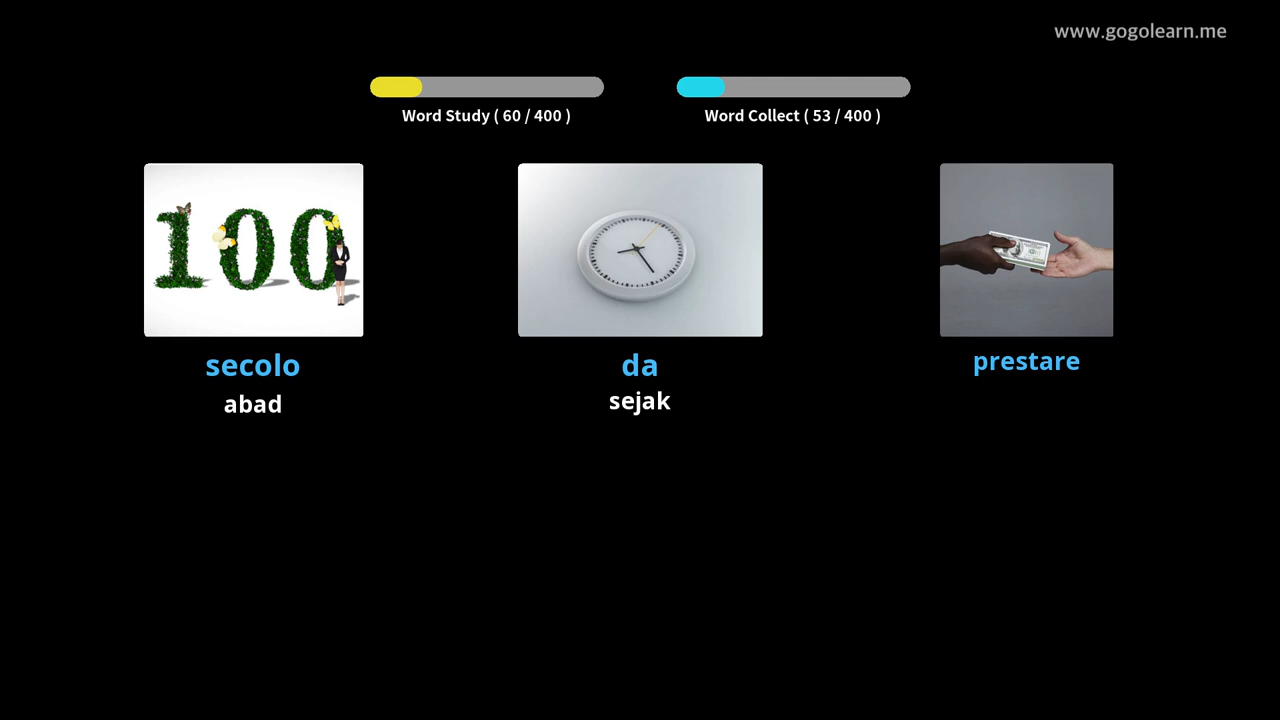 www.gogolearn.me
Word Study ( 60 / 400 )
Word Collect ( 53 / 400 )
100
secolo
abad
da
sejak
prestare